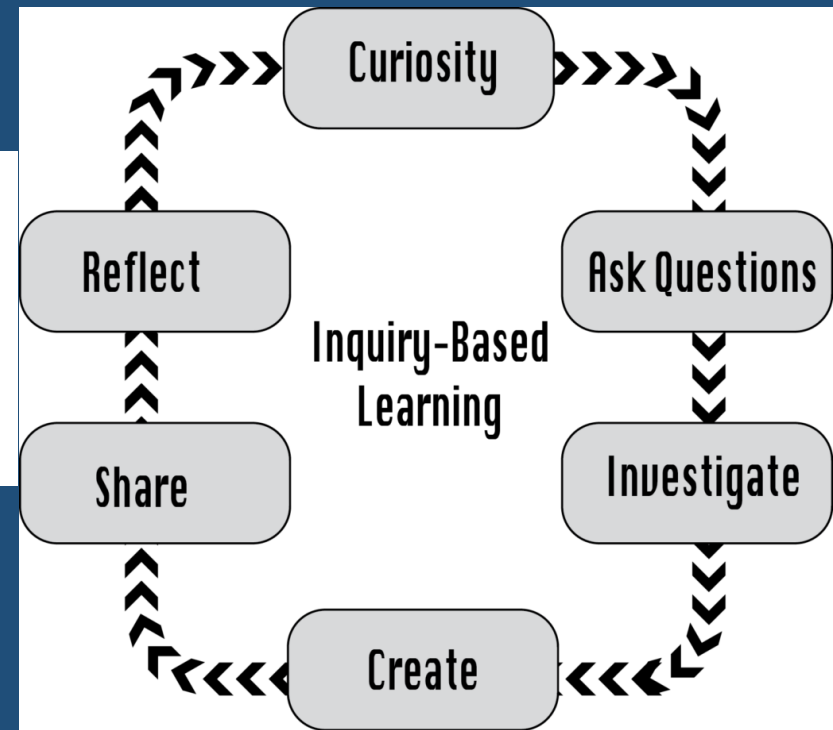 Curiosity
Reflect
Ask Questions
Inquiry-Based
Learning
Share
Investigate
Create